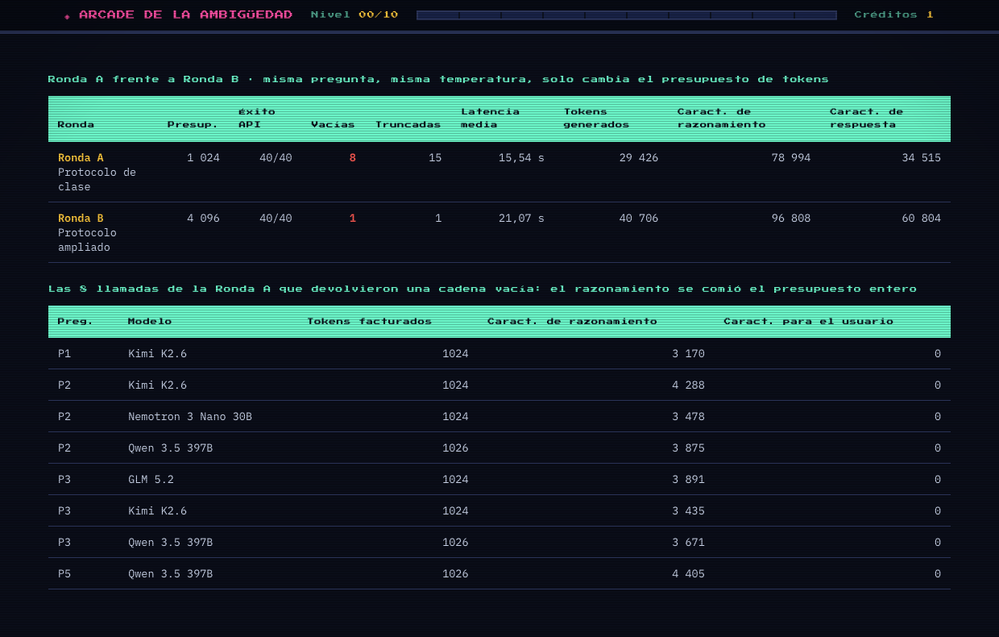 ◈ ARCADE DE LA AMBIGÜEDAD Nivel 00/10 Créditos 1
Ronda A frente a Ronda B · misma pregunta, misma temperatura, solo cambia el presupuesto de tokens
Ronda Presup. Éxito API Vacías Truncadas Latencia media Tokens generados Caract. de razonamiento Caract. de respuesta
Ronda A 1 024 40/40 8 15 15,54 s 29 426 78 994 34 515
Protocolo de
clase
Ronda B 4 096 40/40 1 1 21,07 s 40 706 96 808 60 804
Protocolo
ampliado
Las 8 llamadas de la Ronda A que devolvieron una cadena vacía: el razonamiento se comió el presupuesto entero
Preg. Modelo Tokens facturados Caract. de razonamiento Caract. para el usuario
P1 Kimi K2.6 1024 3 170 0
P2 Kimi K2.6 1024 4 288 0
P2 Nemotron 3 Nano 30B 1024 3 478 0
P2 Qwen 3.5 397B 1026 3 875 0
P3 GLM 5.2 1024 3 891 0
P3 Kimi K2.6 1024 3 435 0
P3 Qwen 3.5 397B 1026 3 671 0
P5 Qwen 3.5 397B 1026 4 405 0